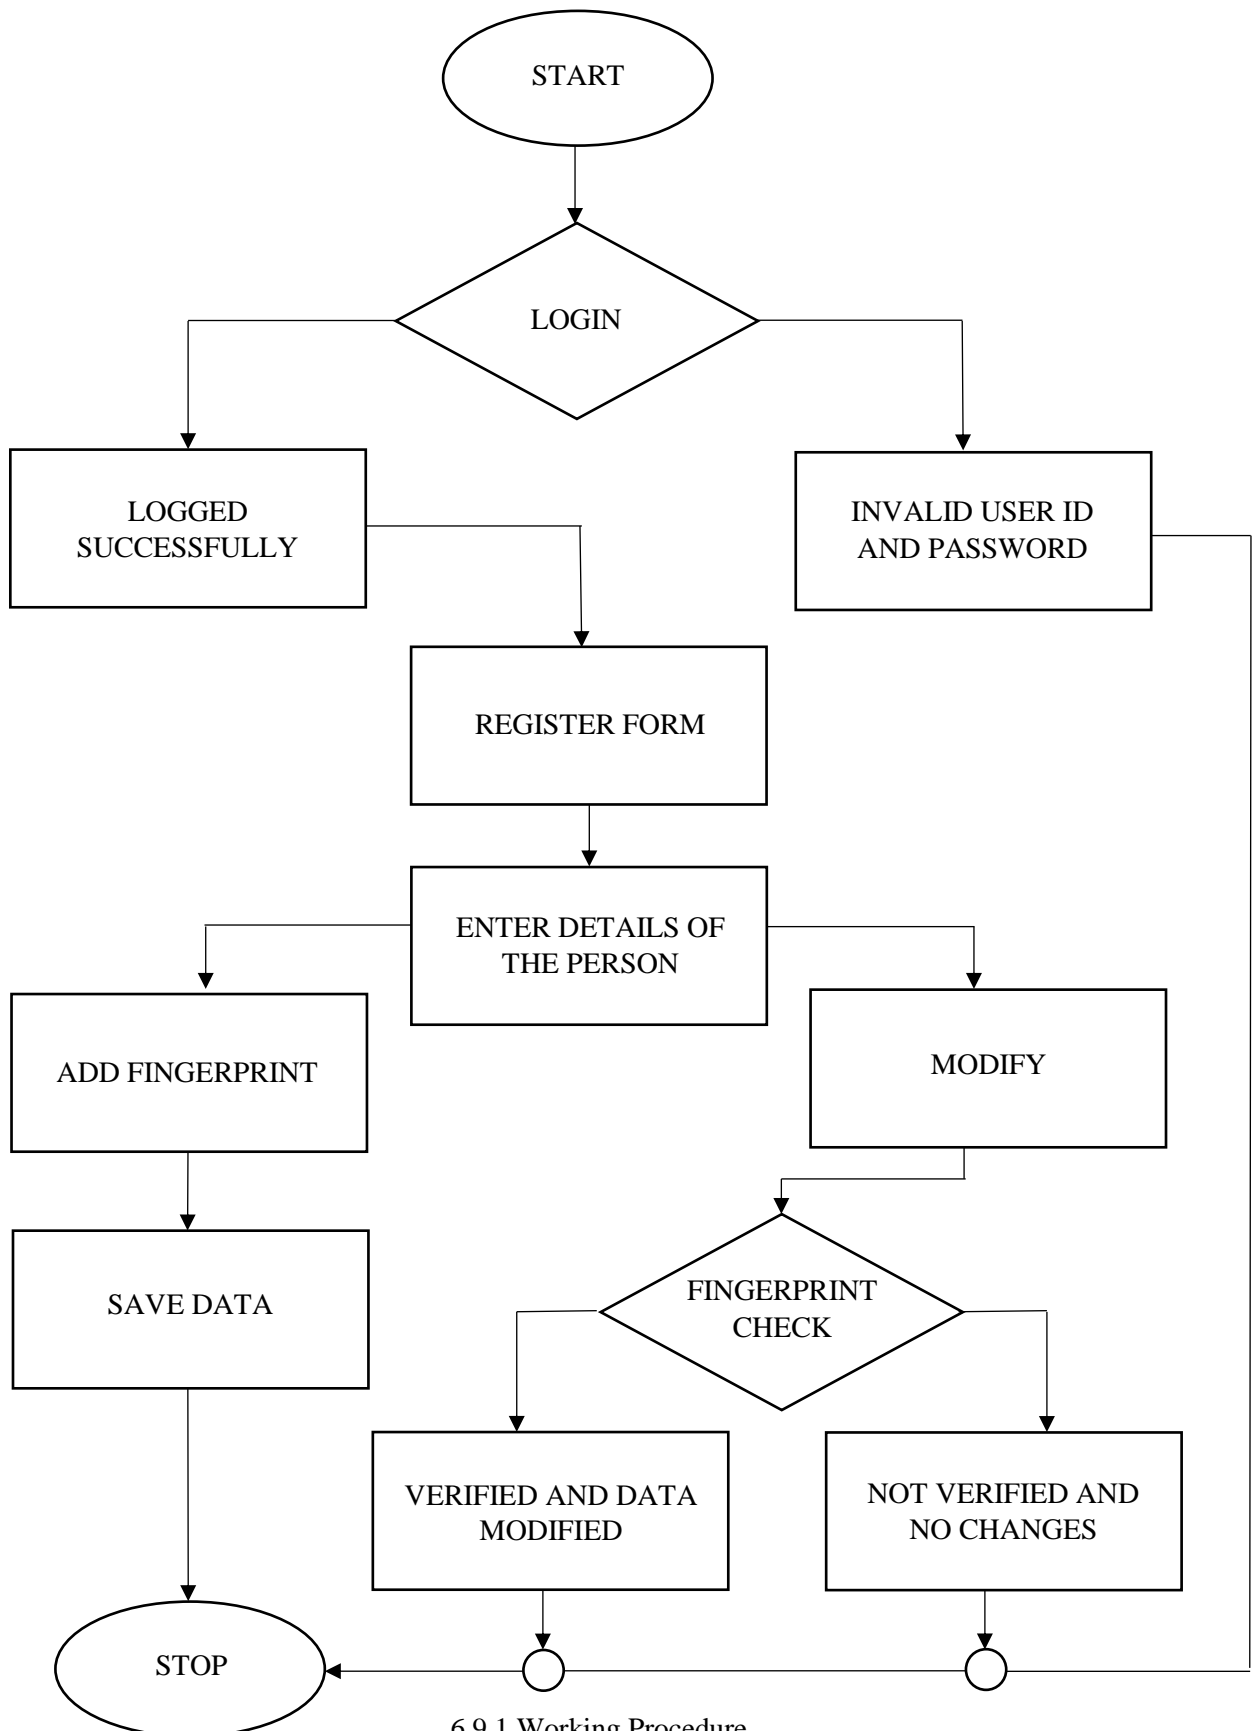 START
LOGIN
LOGGED
SUCCESSFULLY
INVALID USER ID
AND PASSWORD
REGISTER FORM
ENTER DETAILS OF
THE PERSON
ADD FINGERPRINT
MODIFY
SAVE DATA
FINGERPRINT
CHECK
VERIFIED AND DATA
MODIFIED
NOT VERIFIED AND
NO CHANGES
STOP
6.9.1 Working Procedure